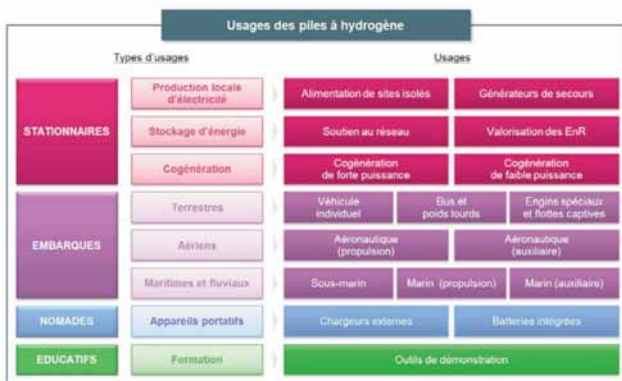 Usages des piles à hydrogène
Types d'usages
Usages
STATIONNAIRES
Production locale
d'électricité
Alimentation de sites isolés
Générateurs de secours
Stockage d'énergie
Soutien au réseau
Valorisation des EnR
Cogénération
Cogénération
de forte puissance
Cogénération
de faible puissance
EMBARQUES
Terrestres
Véhicule
individuel
Bus et
poids lourds
Engins spéciaux
et flottes captives
Aériens
Aéronautique
(propulsion)
Aéronautique
(auxiliaire)
Maritimes et fluviaux
Sous-marin
Marin (propulsion)
Marin (auxiliaire)
NOMADES
Appareils portatifs
Chargeurs externes
Batteries intégrées
EDUCATIFS
Formation
Outils de démonstration